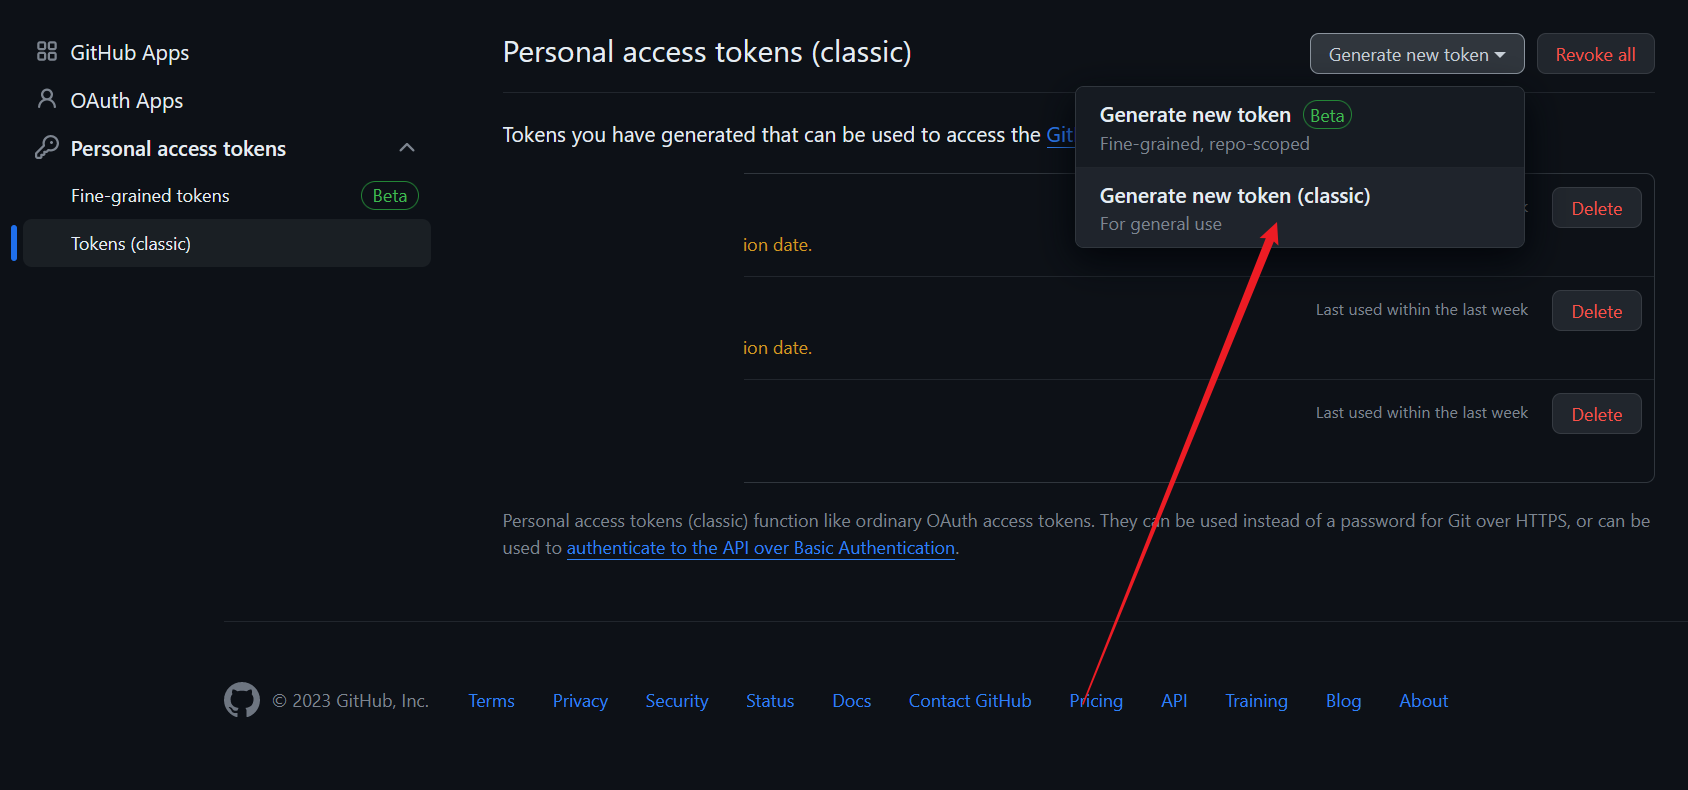 GitHub Apps
OAuth Apps
Personal access tokens
Fine-grained tokens Beta
Tokens (classic)
Personal access tokens (classic)
Generate new token
Revoke all
Tokens you have generated that can be used to access the
Generate new token Beta
Fine-grained, repo-scoped
Generate new token (classic)
For general use
Delete
ion date.
Last used within the last week
Delete
ion date.
Last used within the last week
Delete
Personal access tokens (classic) function like ordinary OAuth access tokens. They can be used instead of a password for Git over HTTPS, or can be
used to authenticate to the API over Basic Authentication.
© 2023 GitHub, Inc. Terms Privacy Security Status Docs Contact GitHub Pricing API Training Blog About